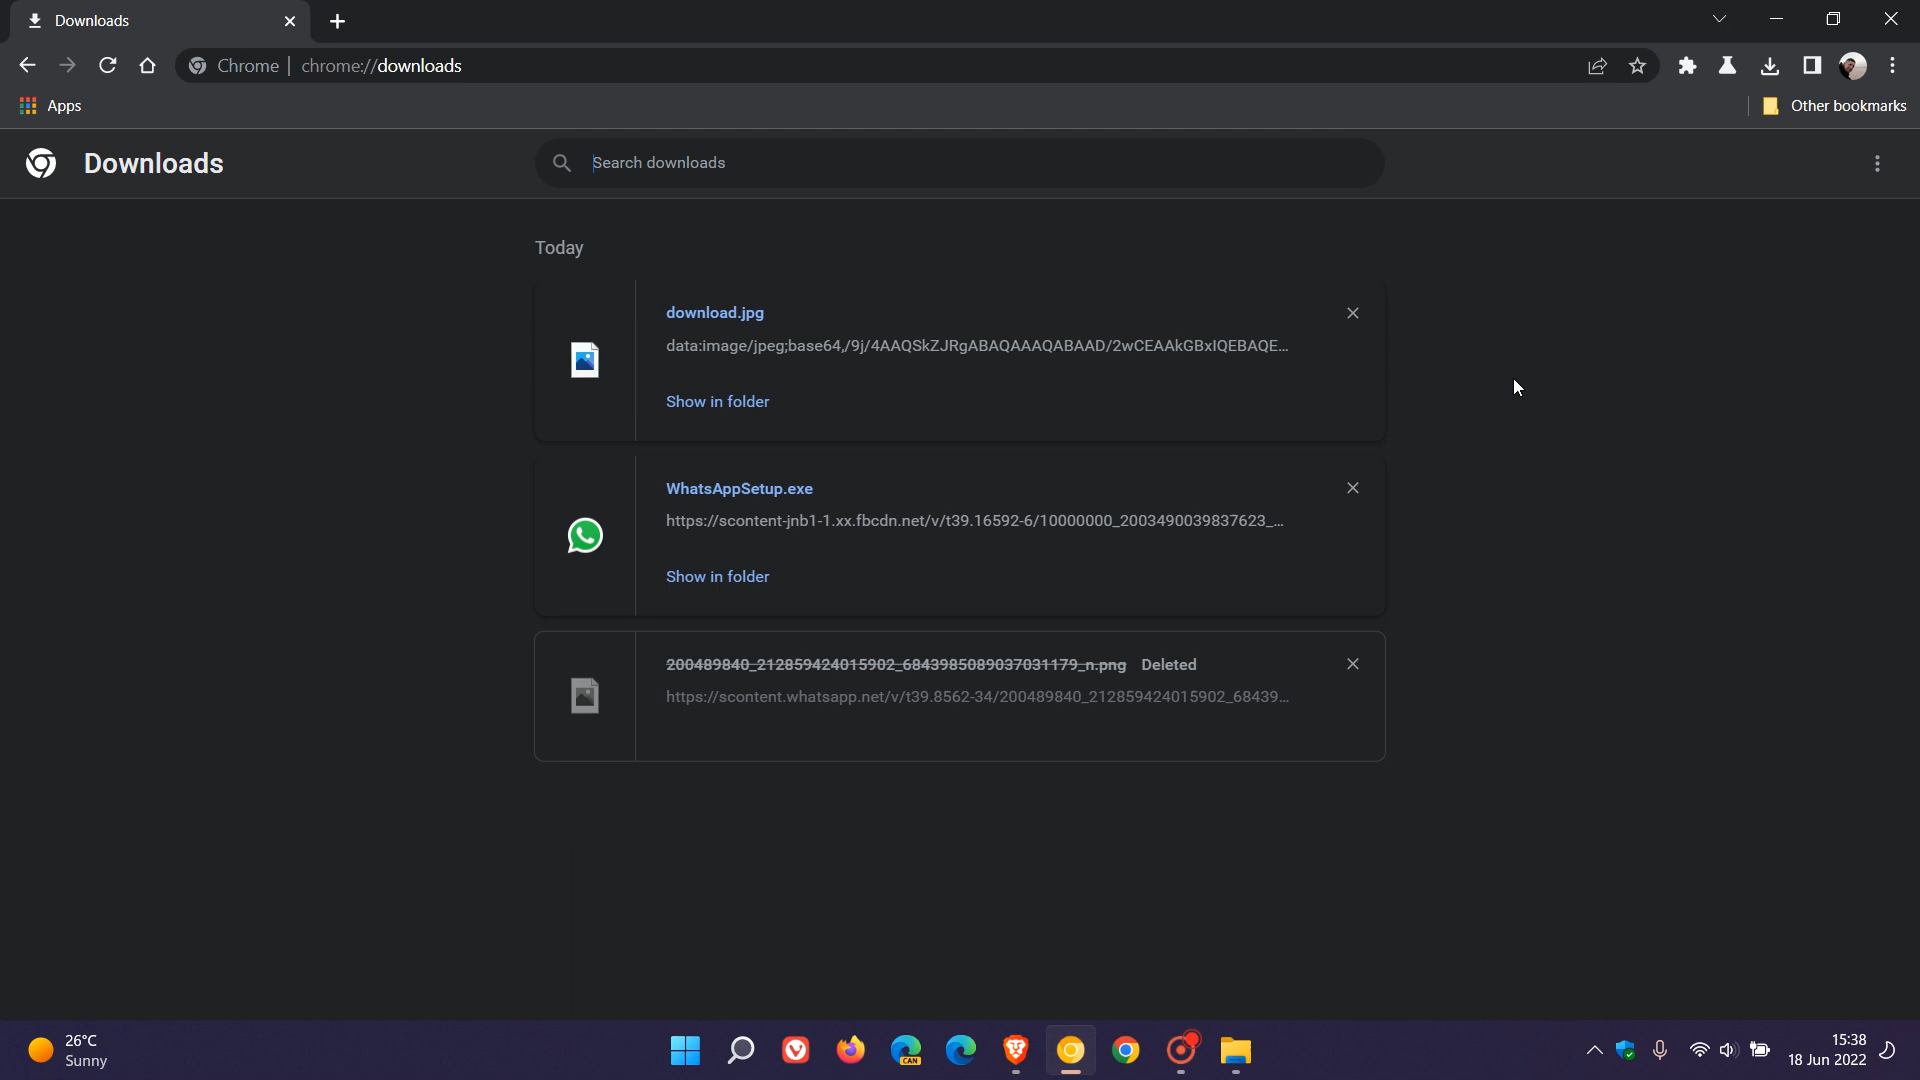 Downloads
Chrome | chrome://downloads
Apps
Other bookmarks
Downloads
Search downloads
Today
download.jpg
data:image/jpeg;base64,/9j/4AAQSkZJRgABAQAAAQABAAD/2wCEAAkGBxIQEBAQE...
Show in folder
WhatsAppSetup.exe
https://scontent-jnb1-1.xx.fbcdn.net/v/t39.16592-6/10000000_2003490039837623_...
Show in folder
200489840_212859424015902_6843985089037031179_n.png Deleted
https://scontent.whatsapp.net/v/t39.8562-34/200489840_212859424015902_68439...
26°C
Sunny
CAN
15:38
18 Jun 2022